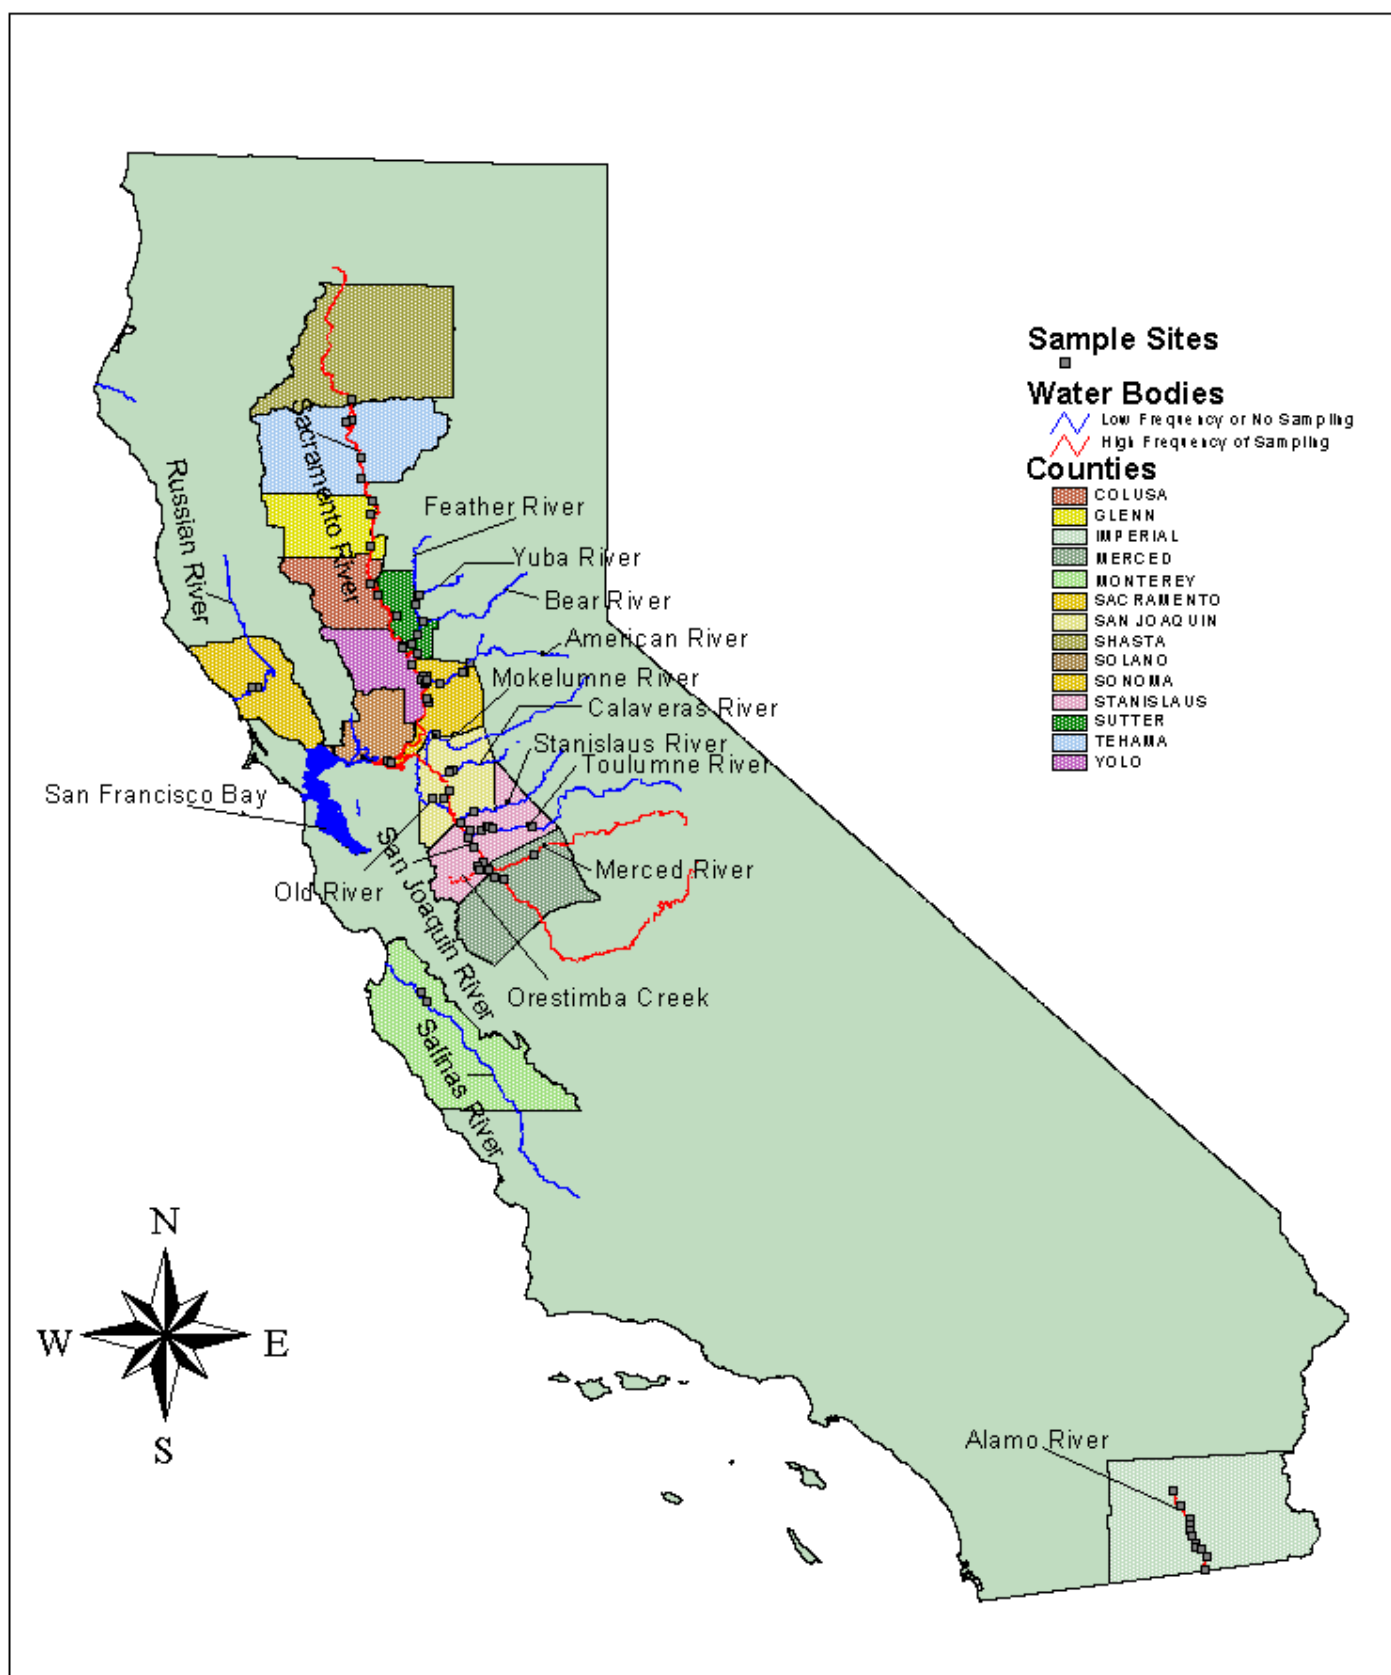 Sample Sites
Water Bodies
Low Frequency or No Sampling
High Frequency of Sampling
Counties
COLUSA
GLENN
IMPERIAL
MERCED
MONTEREY
SACRAMENTO
SAN JOAQUIN
SHASTA
SOLANO
SONOMA
STANISLAUS
SUTTER
TEHAMA
YOLO
Sacramento River
Russian River
Feather River
Yuba River
Bear River
American River
Mokelumne River
Calaveras River
Stanislaus River
Toulumne River
San Francisco Bay
San Joaquin River
Merced River
Old River
Orestimba Creek
Salinas River
N
W
E
S
Alamo River